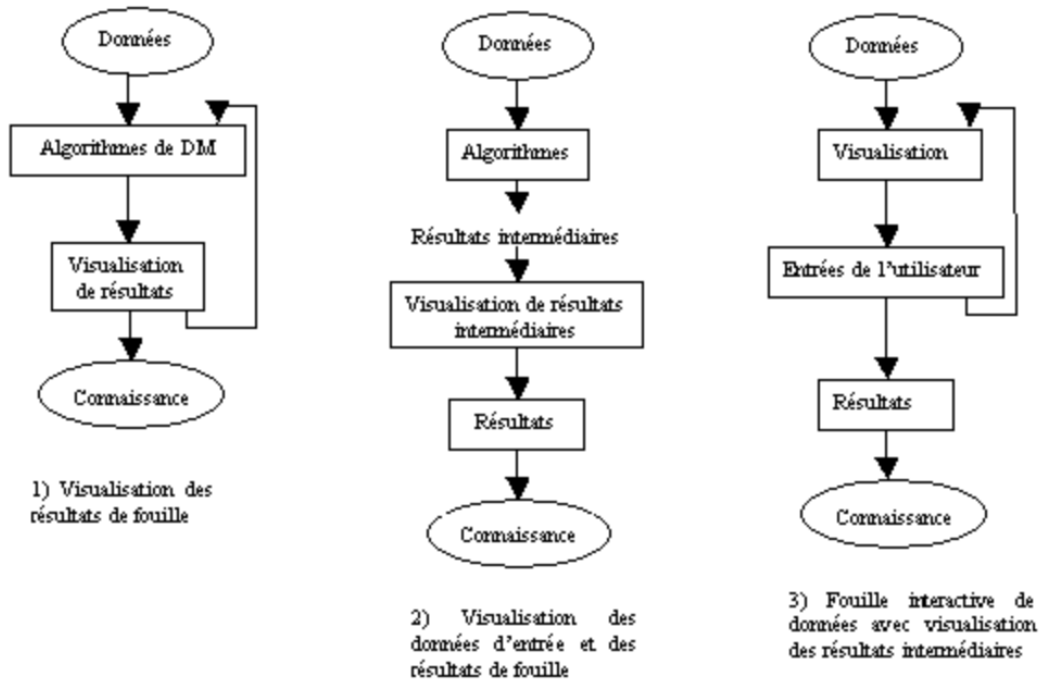 Données
Algorithmes de DM
Visualisation
de résultats
Connaissance
1) Visualisation des
résultats de fouille
Données
Algorithmes
Résultats intermédiaires
Visualisation de résultats
intermédiaires
Résultats
Connaissance
2) Visualisation des
données d'entrée et des
résultats de fouille
Données
Visualisation
Entrées de l'utilisateur
Résultats
Connaissance
3) Fouille interactive de
données avec visualisation
des résultats intermédiaires